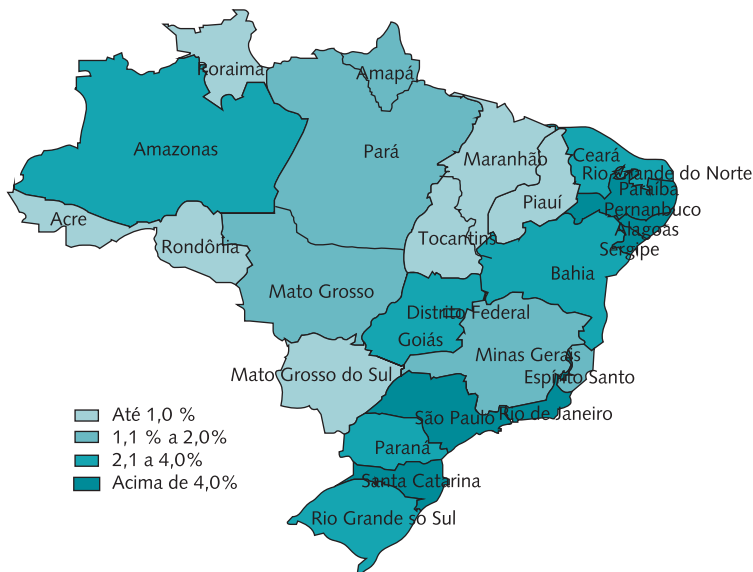 Roraima
Amapá
Amazonas
Pará
Maranhão
Ceará
Rio Grande do Norte
Paraíba
Piauí
Pernambuco
Acre
Alagoas
Rondônia
Tocantins
Sergipe
Bahia
Mato Grosso
Distrito Federal
Goiás
Minas Gerais
Mato Grosso do Sul
Espírito Santo
São Paulo
Rio de Janeiro
Paraná
Santa Catarina
Rio Grande so Sul
Até 1,0 %
1,1 % a 2,0%
2,1 a 4,0%
Acima de 4,0%